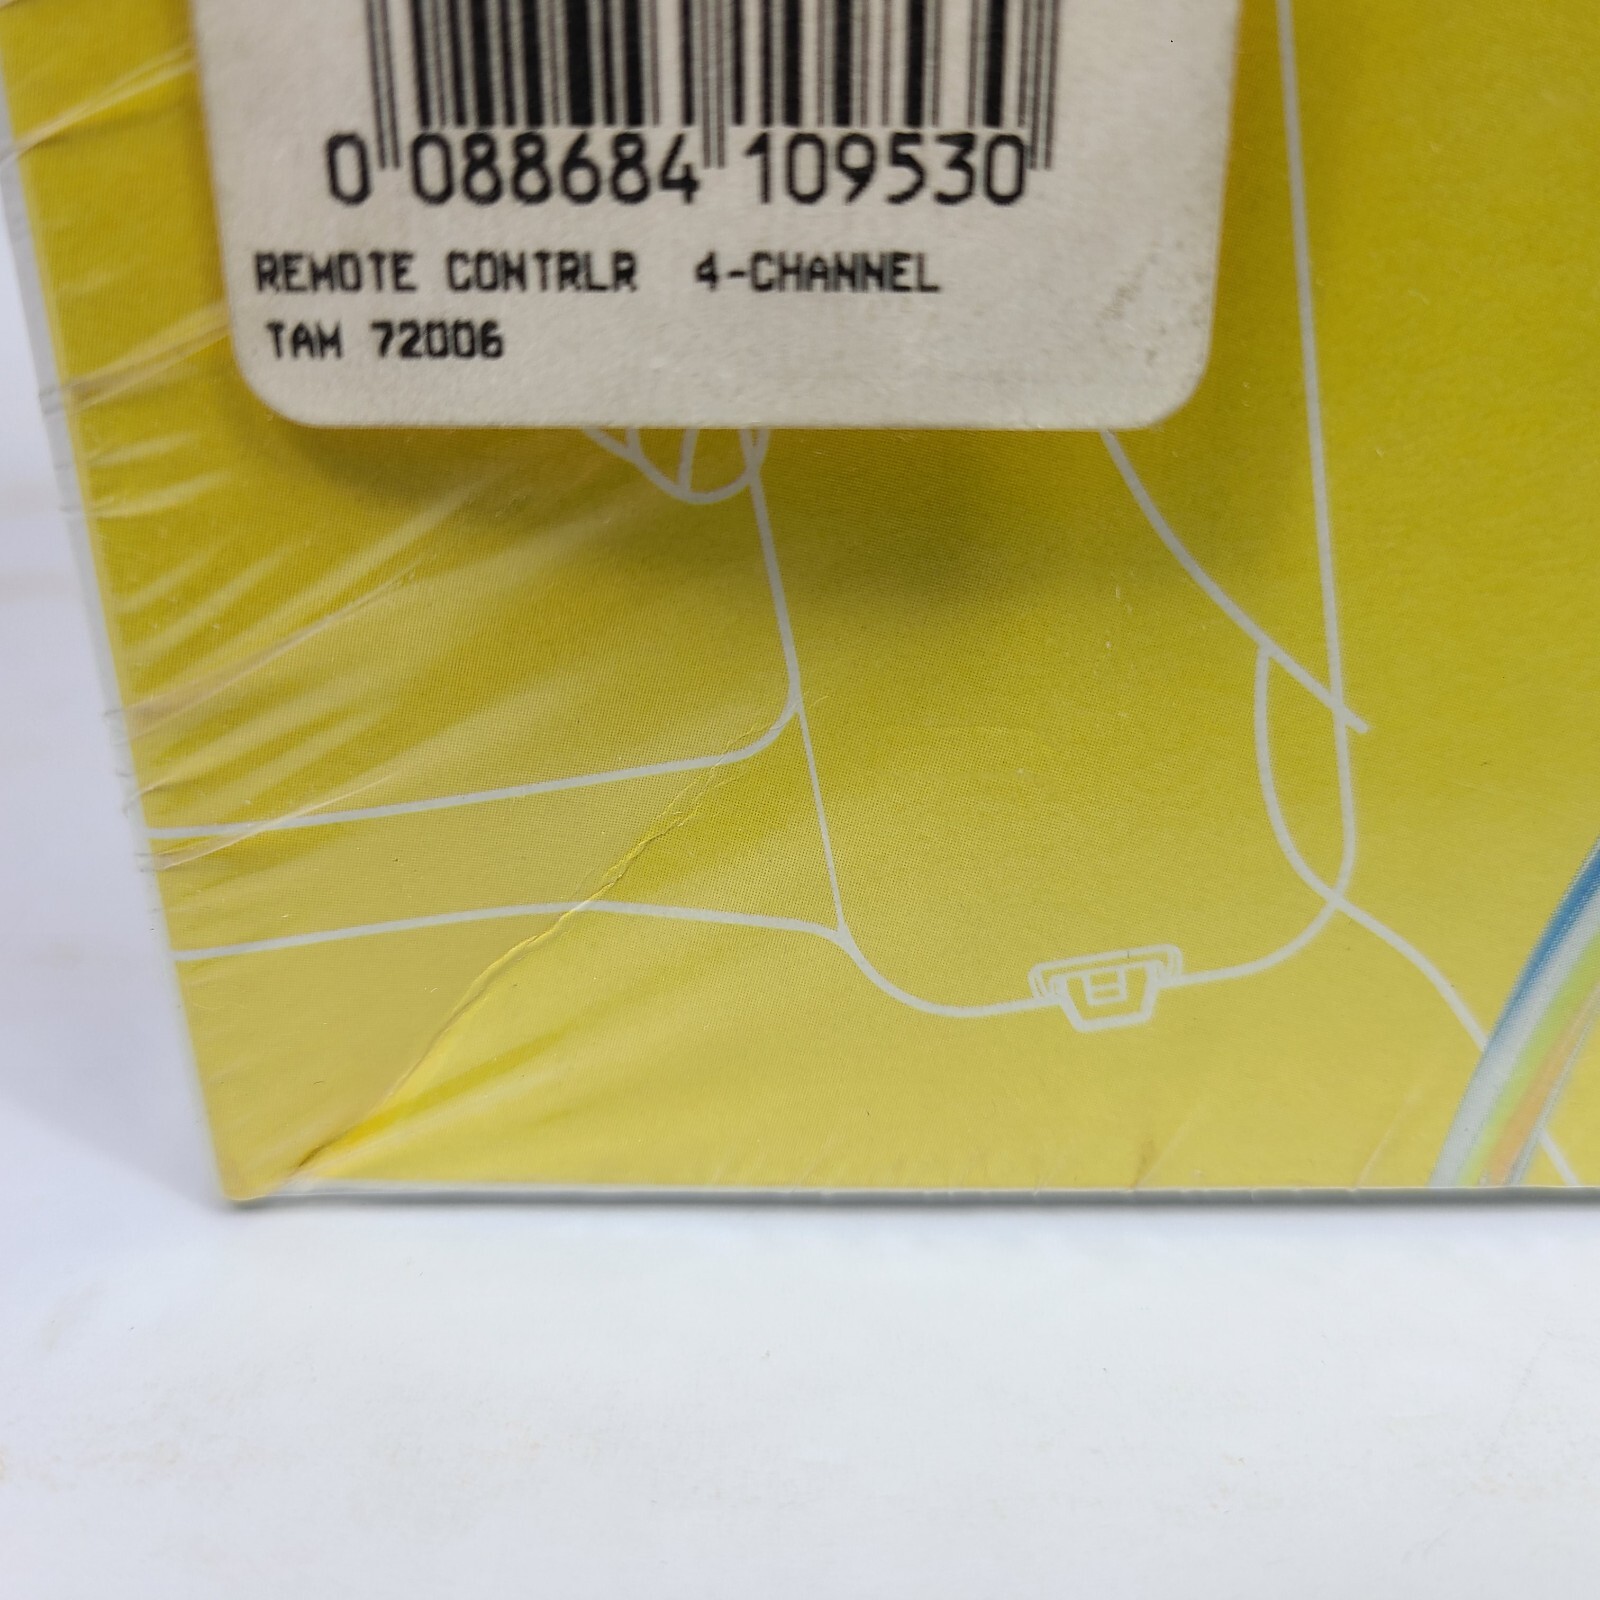 0 088684 109530
REMOTE CONTRLR 4-CHANNEL
TAM 72006